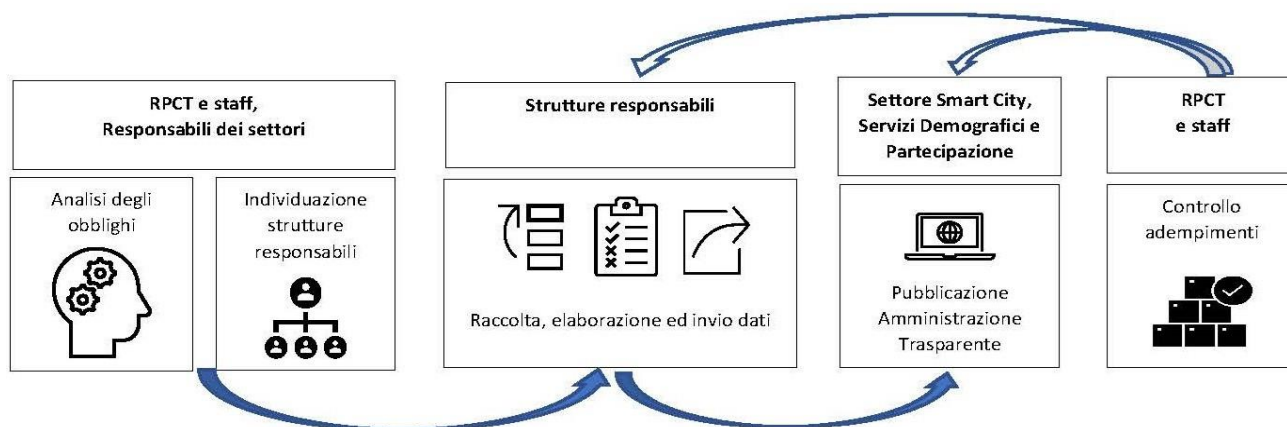 RPCT e staff,
Responsabili dei settori
Analisi degli
obblighi
Individuazione
strutture
responsabili
Strutture responsabili
Raccolta, elaborazione ed invio dati
Settore Smart City,
Servizi Demografici e
Partecipazione
Pubblicazione
Amministrazione
Trasparente
RPCT
e staff
Controllo
adempimenti